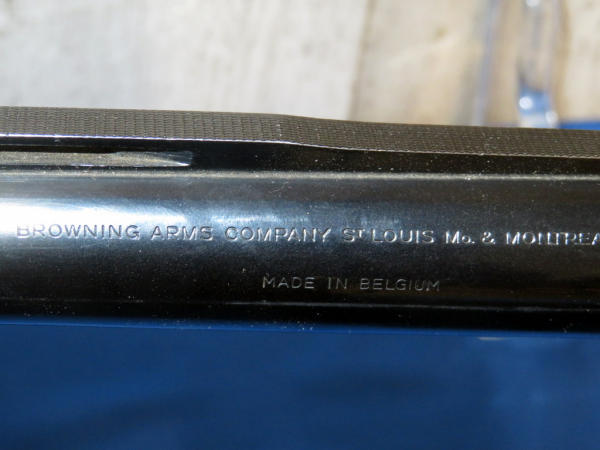 BROWNING ARMS COMPANY ST LOUIS Mo. & MONTREA
MADE IN BELGIUM